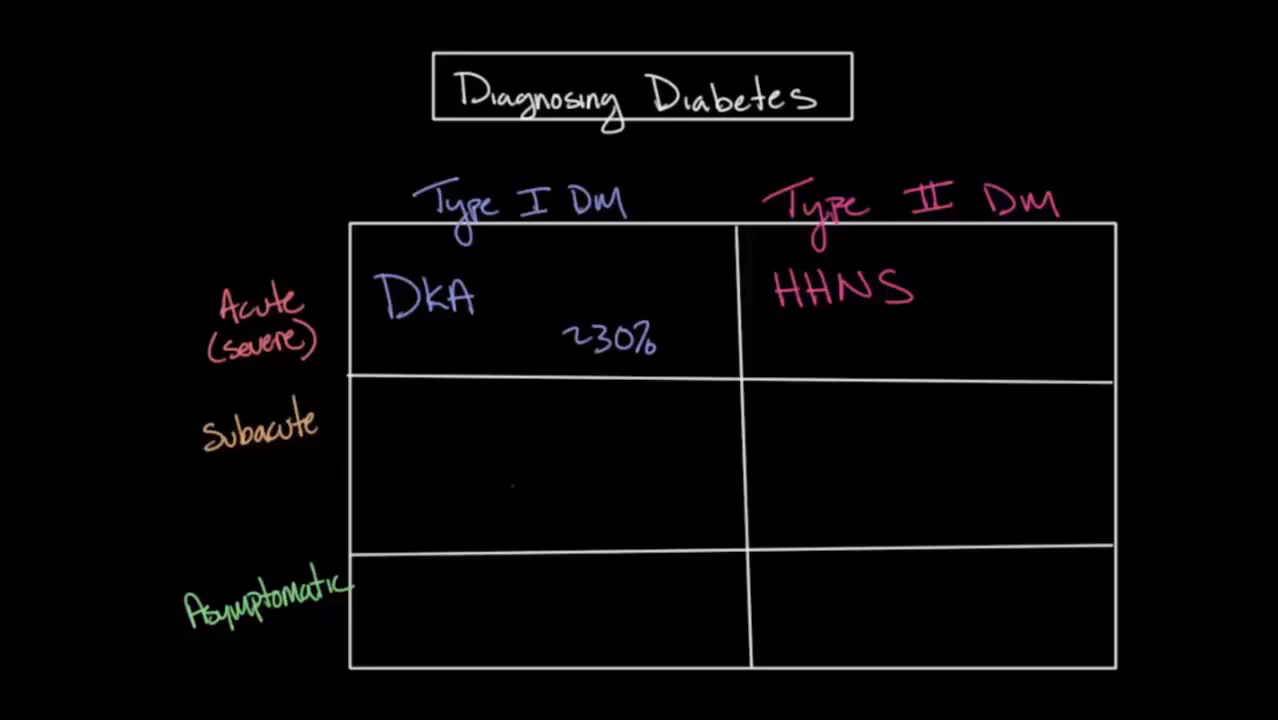 Diagnosing Diabetes
Type I DM
Type II DM
Acute
(severe)
DKA
~30%
HHNS
Subacute
Asymptomatic